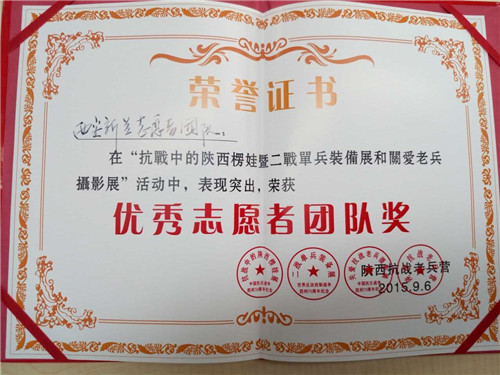 荣誉证书
西安新兰志愿者团队：
在“抗戰中的陝西楞娃暨二戰單兵裝備展和關愛老兵
攝影展”活动中，表现突出，荣获
优秀志愿者团队奖
陕西抗战老兵营
2015.9.6